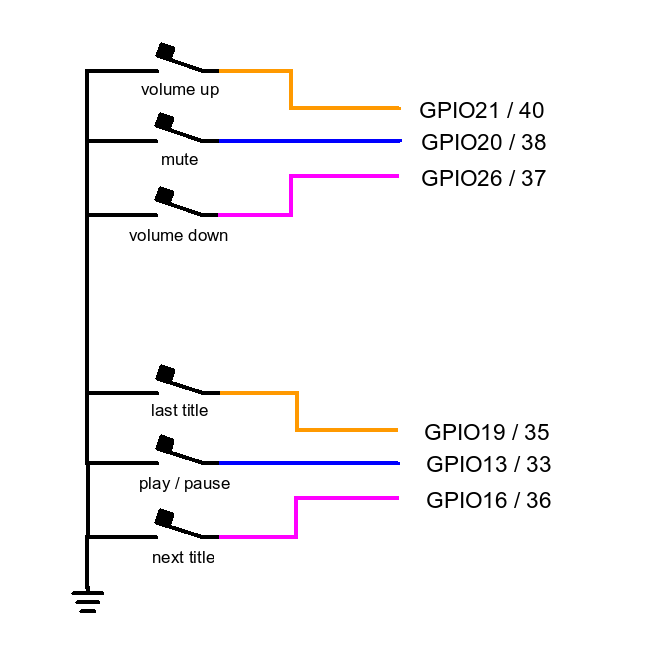 volume up
GPIO21 / 40
mute
GPIO20 / 38
volume down
GPIO26 / 37
last title
GPIO19 / 35
play / pause
GPIO13 / 33
next title
GPIO16 / 36